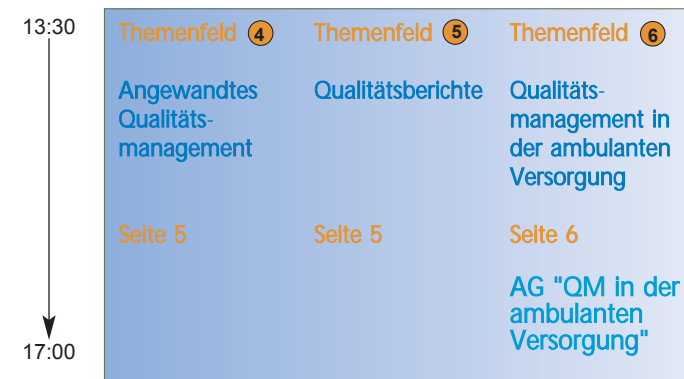 13:30
Themenfeld 4
Angewandtes
Qualitäts-
management
Seite 5
Themenfeld 5
Qualitätsberichte
Seite 5
Themenfeld 6
Qualitäts-
management in
der ambulanten
Versorgung
Seite 6
AG "QM in der
ambulanten
Versorgung"
17:00